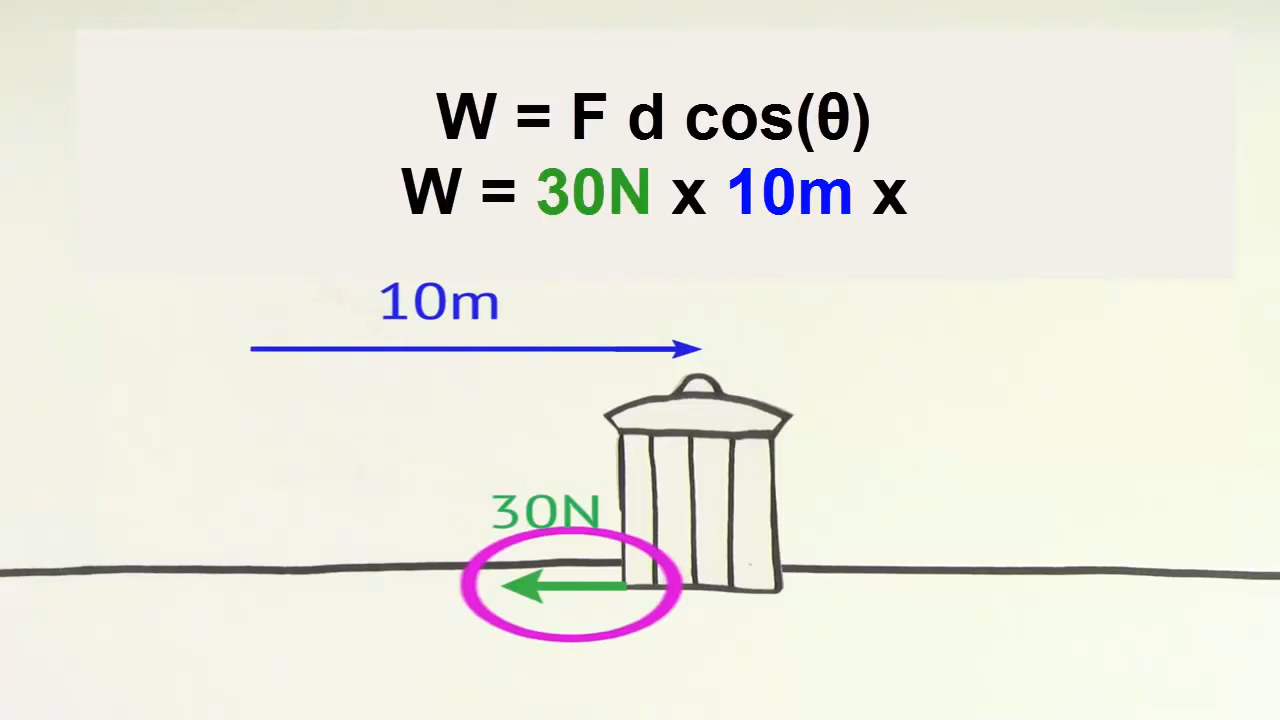 W = F d cos(θ)
W = 30N x 10m x
10m
30N